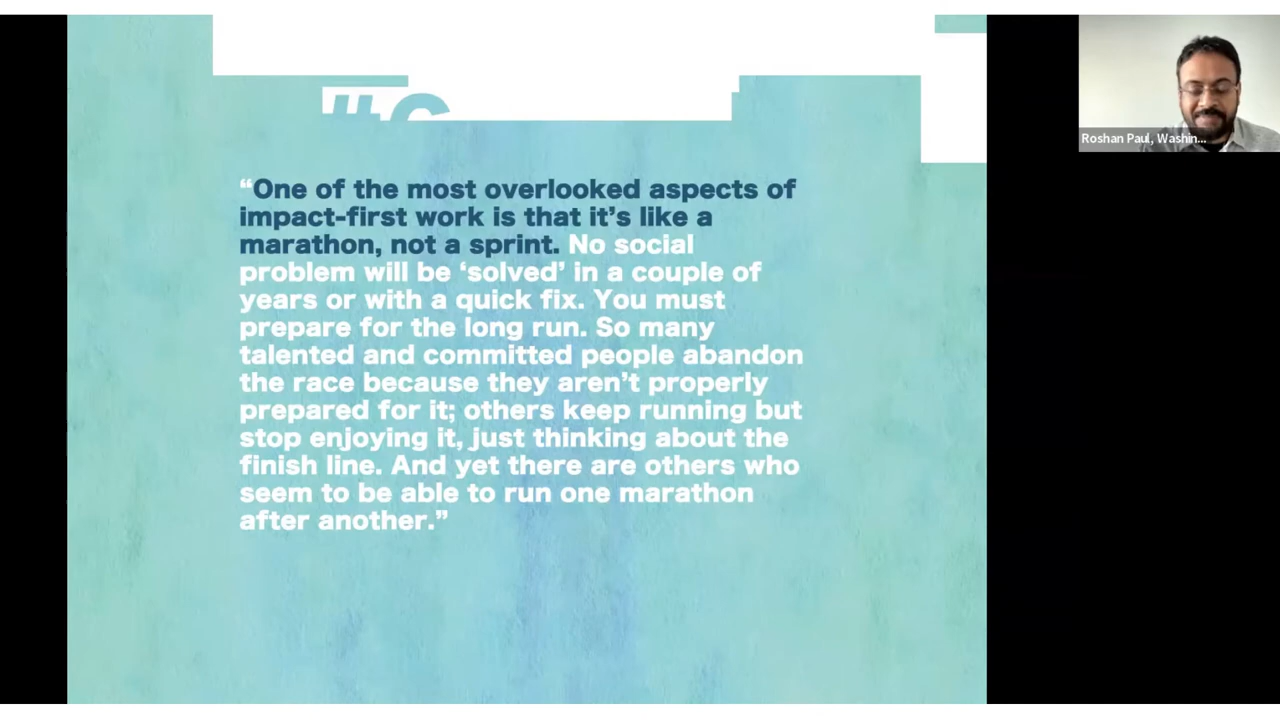 “One of the most overlooked aspects of
impact-first work is that it’s like a
marathon, not a sprint. No social
problem will be ‘solved’ in a couple of
years or with a quick fix. You must
prepare for the long run. So many
talented and committed people abandon
the race because they aren’t properly
prepared for it; others keep running but
stop enjoying it, just thinking about the
finish line. And yet there are others who
seem to be able to run one marathon
after another.”
Roshan Paul, Washin...